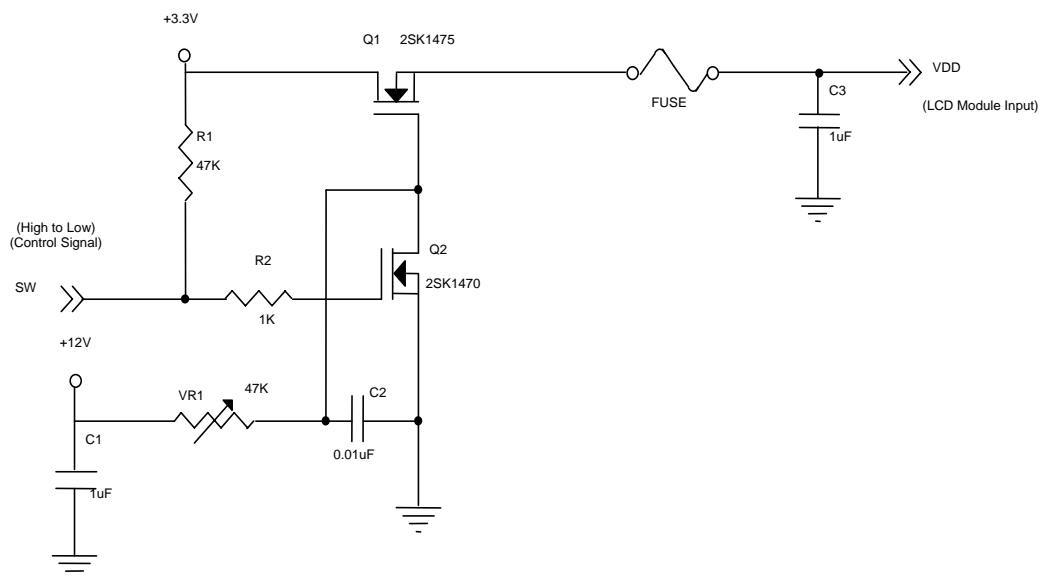 +3.3V
Q1 2SK1475
VDD
(LCD Module Input)
FUSE
C3
1uF
R1
47K
(High to Low)
(Control Signal)
SW
R2
1K
Q2
2SK1470
+12V
VR1
47K
C2
0.01uF
C1
1uF